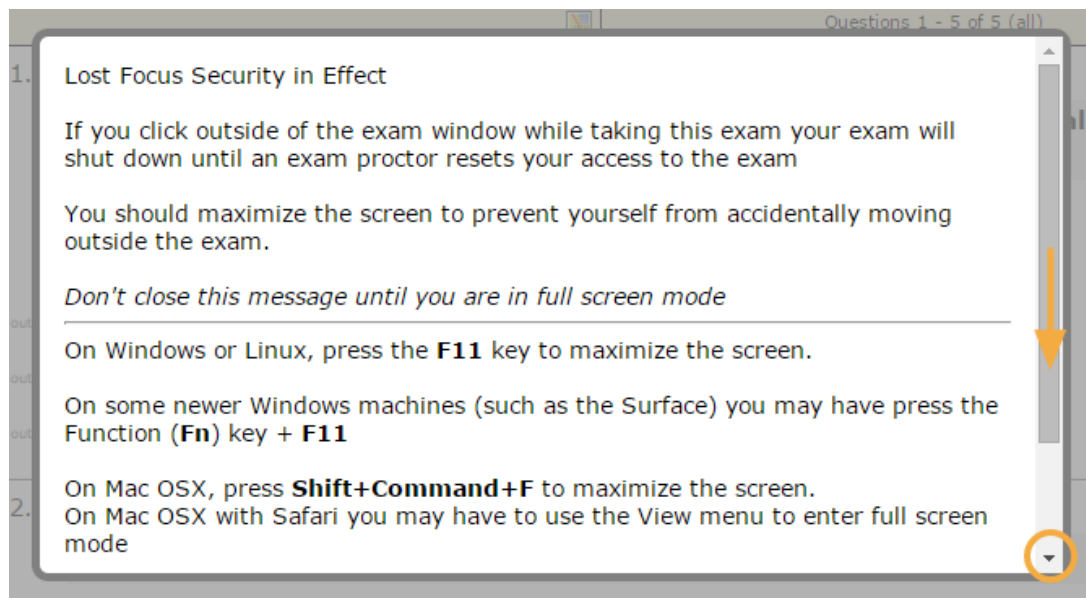 Questions 1 - 5 of 5 (all)
1.
Lost Focus Security in Effect
If you click outside of the exam window while taking this exam your exam will
shut down until an exam proctor resets your access to the exam
You should maximize the screen to prevent yourself from accidentally moving
outside the exam.
Don't close this message until you are in full screen mode
out
On Windows or Linux, press the F11 key to maximize the screen.
out
On some newer Windows machines (such as the Surface) you may have press the
Function (Fn) key + F11
out
On Mac OSX, press Shift+Command+F to maximize the screen.
2.
On Mac OSX with Safari you may have to use the View menu to enter full screen
mode